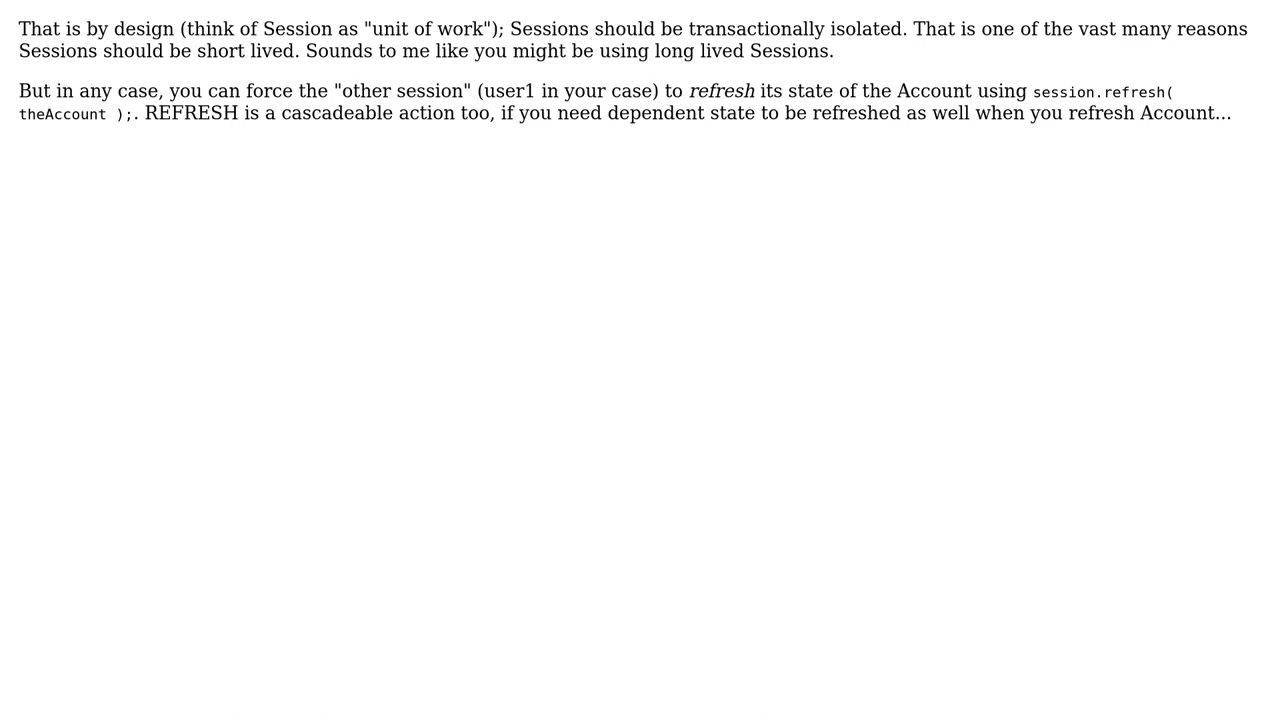 That is by design (think of Session as "unit of work"); Sessions should be transactionally isolated. That is one of the vast many reasons
Sessions should be short lived. Sounds to me like you might be using long lived Sessions.
But in any case, you can force the "other session" (user1 in your case) to refresh its state of the Account using session.refresh(
theAccount );. REFRESH is a cascadeable action too, if you need dependent state to be refreshed as well when you refresh Account...